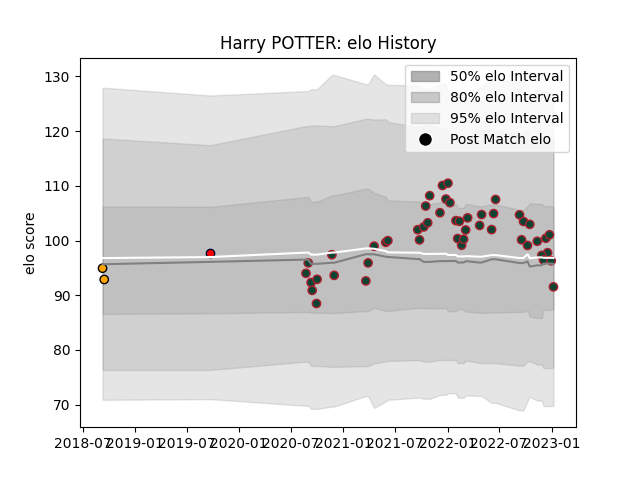 Harry POTTER: elo History
50% elo Interval
80% elo Interval
95% elo Interval
Post Match elo
elo score
130
120
110
100
90
80
70
2018-07 2019-01 2019-07 2020-01 2020-07 2021-01 2021-07 2022-01 2022-07 2023-01